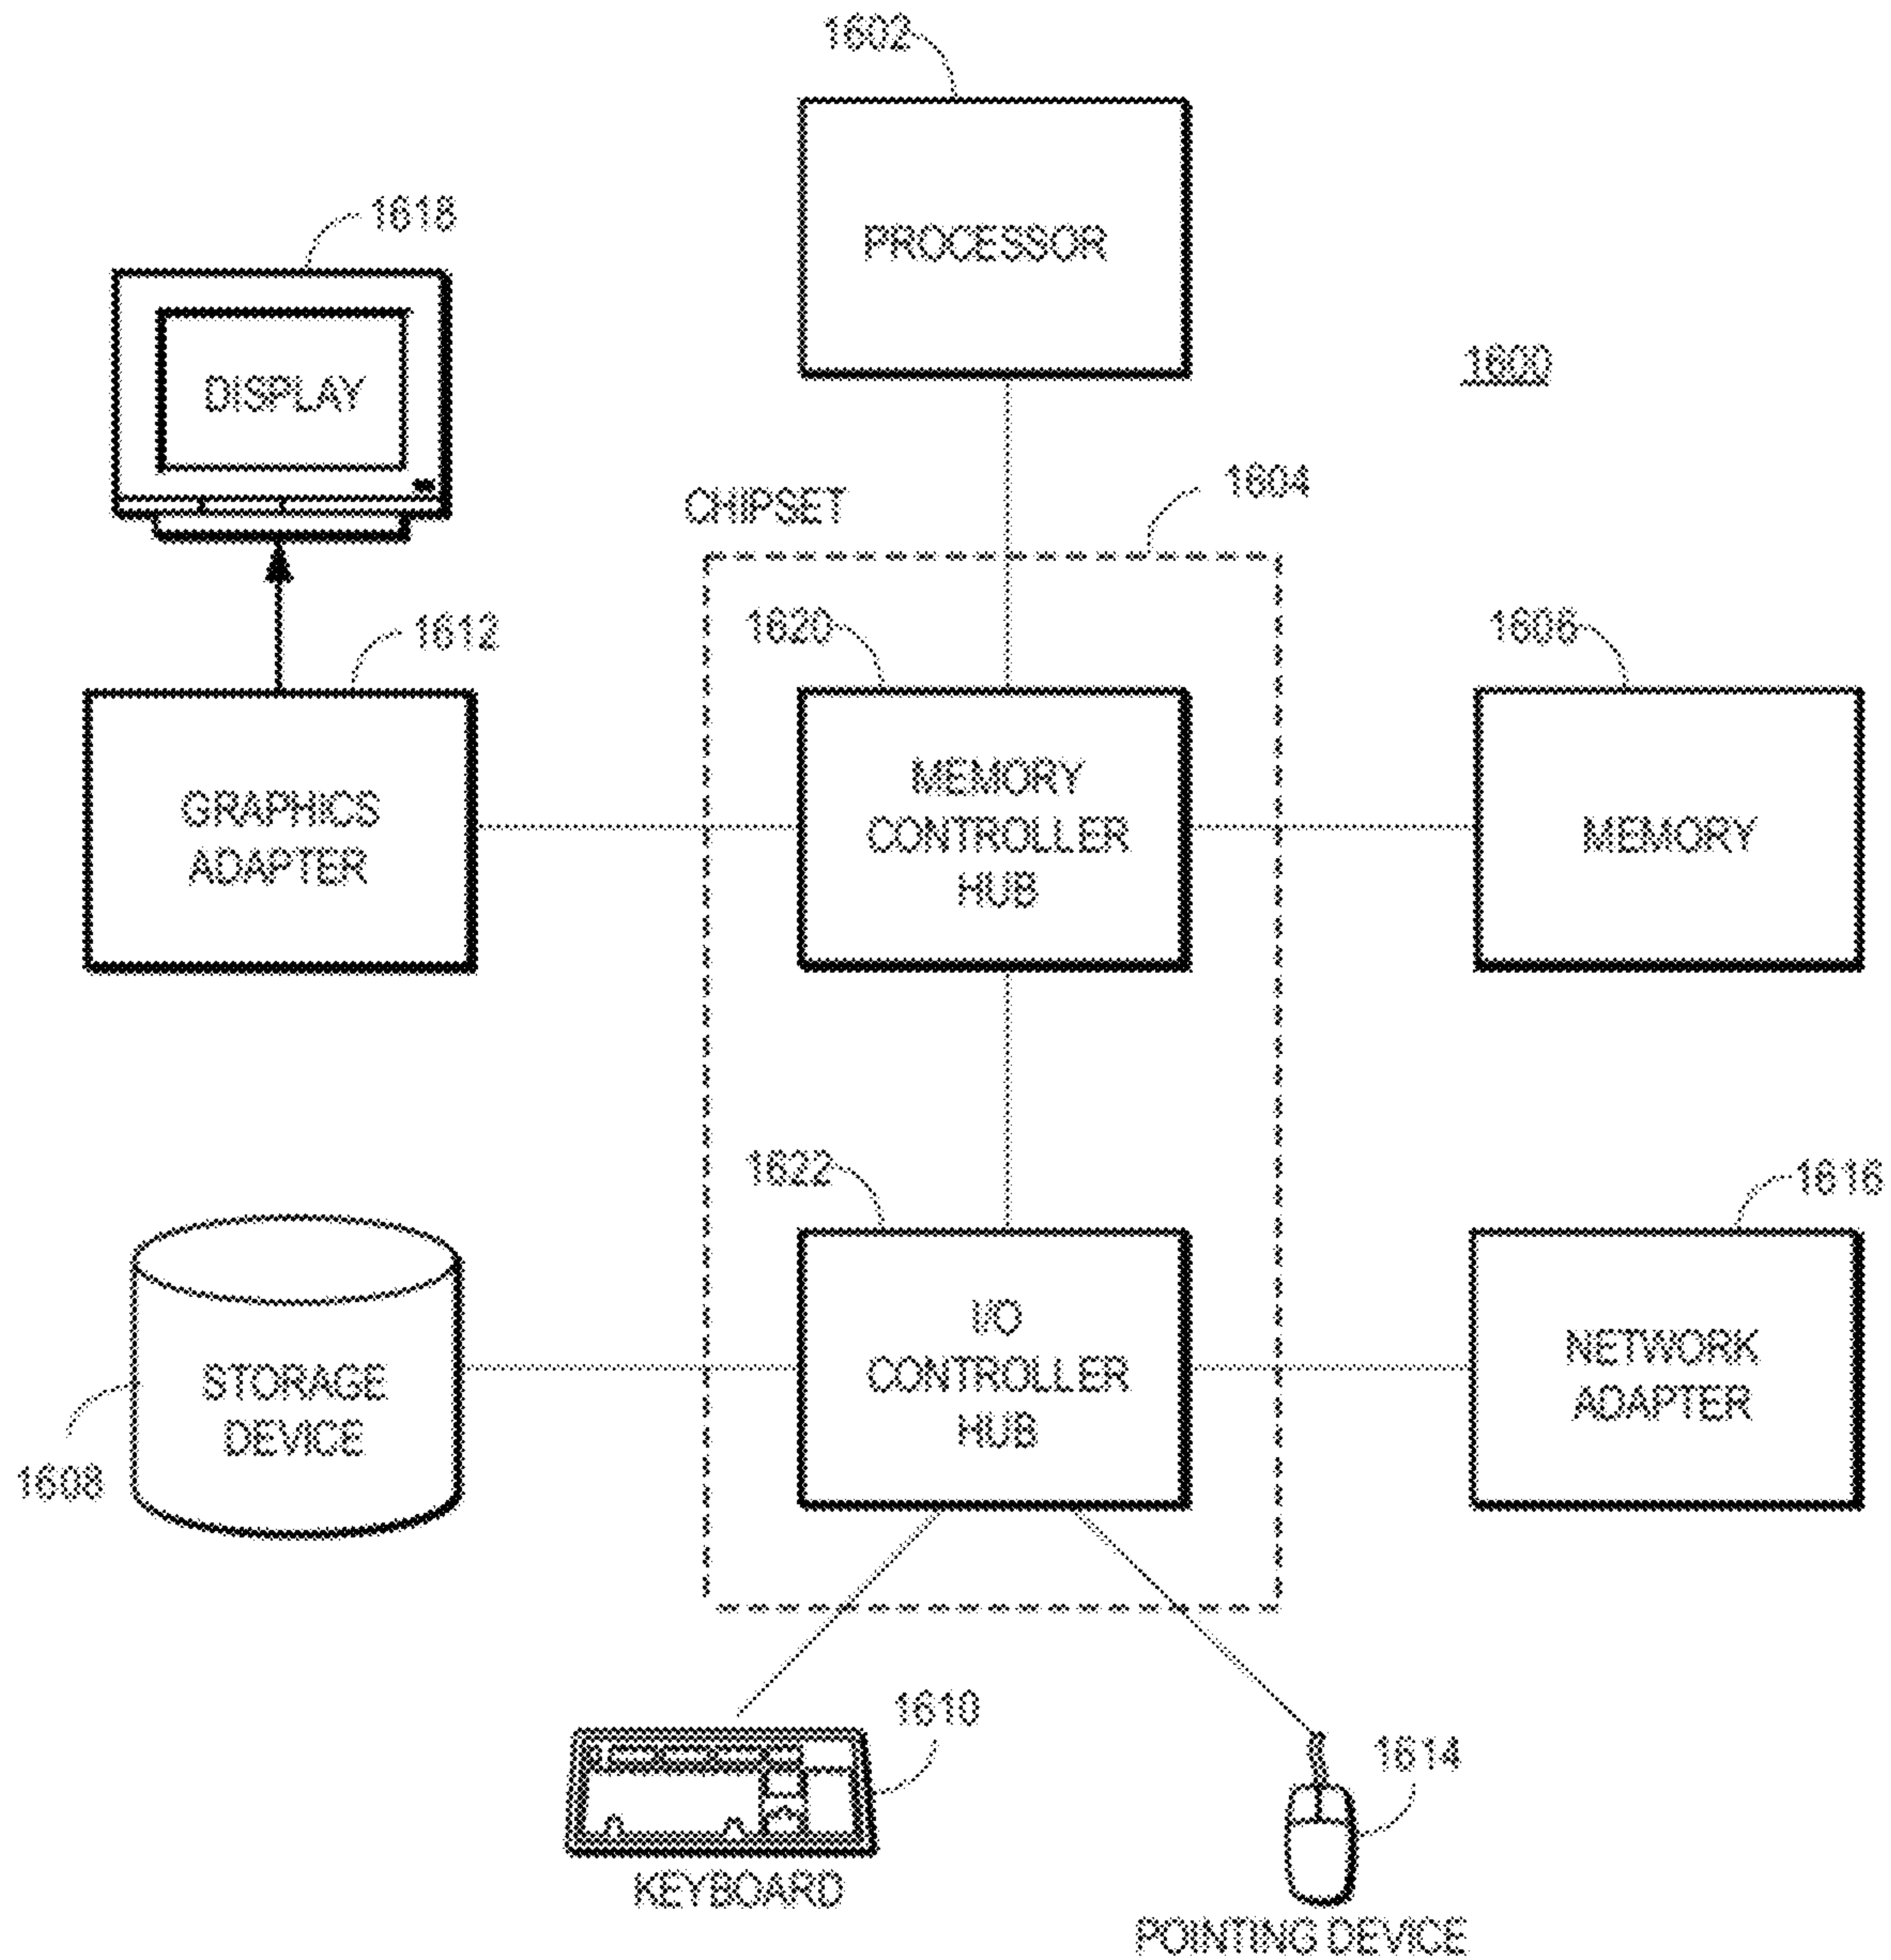 1602
PROCESSOR
1618
DISPLAY
1600
CHIPSET
1604
1612
GRAPHICS
ADAPTER
1620
MEMORY
CONTROLLER
HUB
1606
MEMORY
1608
STORAGE
DEVICE
1622
I/O
CONTROLLER
HUB
1616
NETWORK
ADAPTER
1610
KEYBOARD
1614
POINTING DEVICE